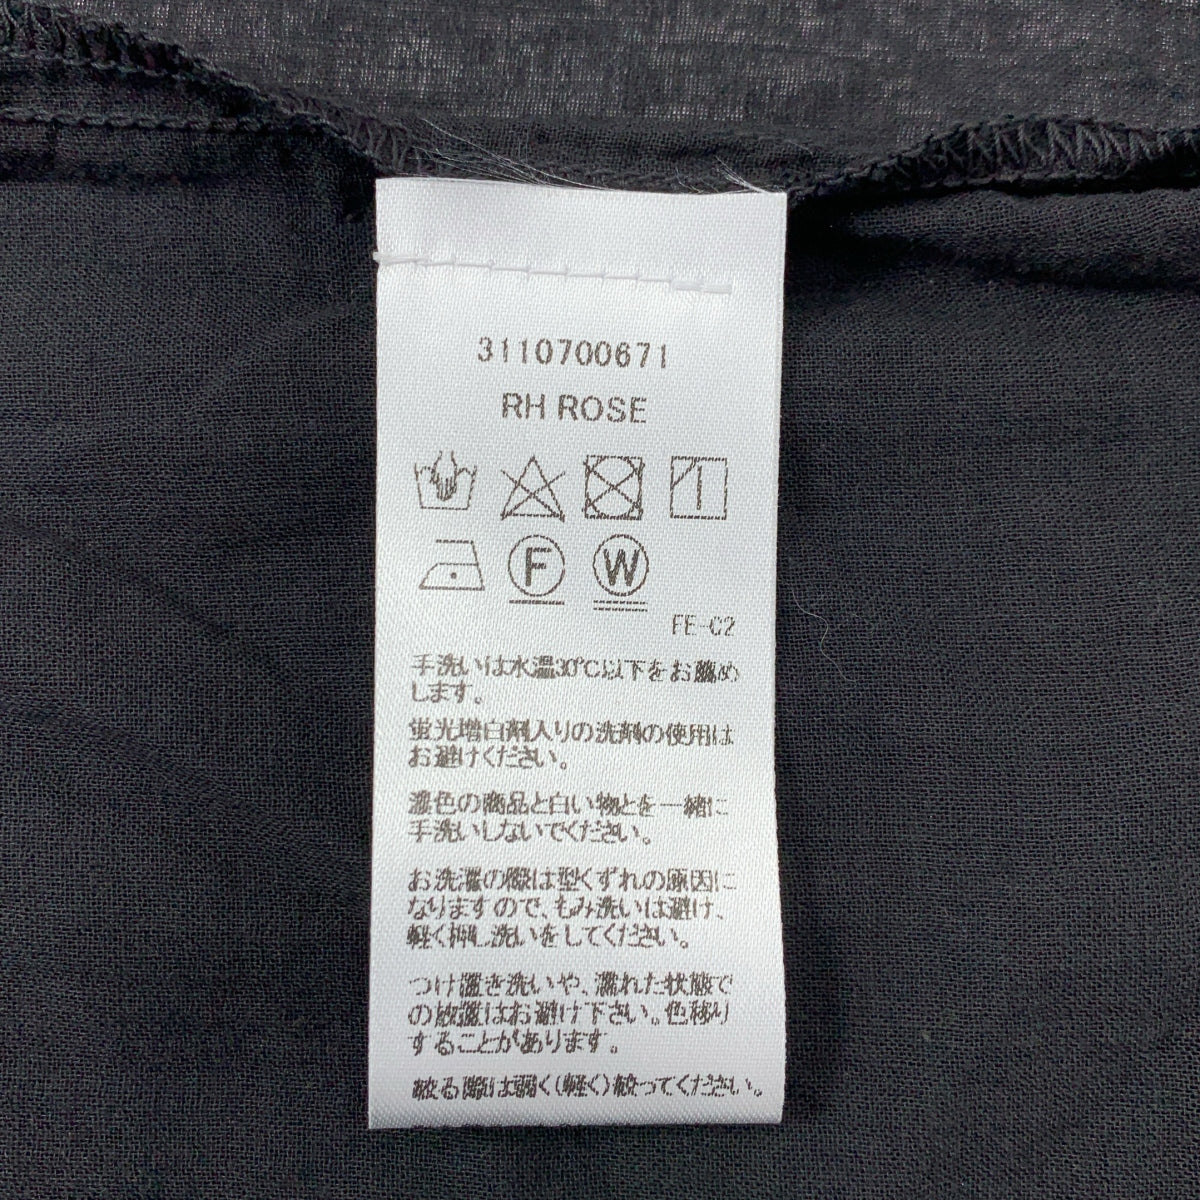 3110700671
RH ROSE
F W
FE-C2
手洗いは水温30℃以下をお薦め
します。
蛍光増白剤入りの洗剤の使用は
お避けください。
濃色の商品と白い物とを一緒に
手洗いしないでください。
お洗濯の際は型くずれの原因に
なりますので、もみ洗いは避け、
軽く押し洗いをしてください。
つけ置き洗いや、濡れた状態で
の放置はお避け下さい。色移り
することがあります。
絞る際は弱く(軽く)絞ってください。